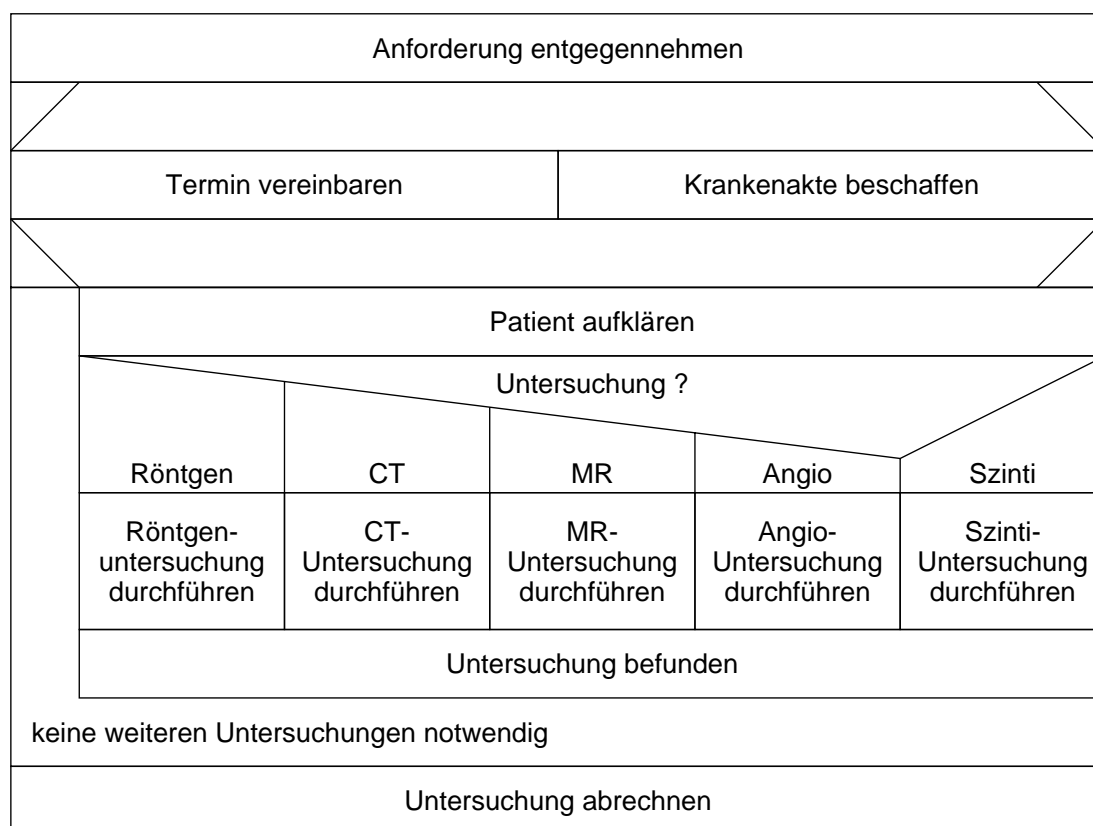 Anforderung entgegennehmen
Termin vereinbaren
Krankenakte beschaffen
Patient aufklären
Untersuchung ?
Röntgen
CT
MR
Angio
Szinti
Röntgen-
untersuchung
durchführen
CT-
Untersuchung
durchführen
MR-
Untersuchung
durchführen
Angio-
Untersuchung
durchführen
Szinti-
Untersuchung
durchführen
Untersuchung befunden
keine weiteren Untersuchungen notwendig
Untersuchung abrechnen